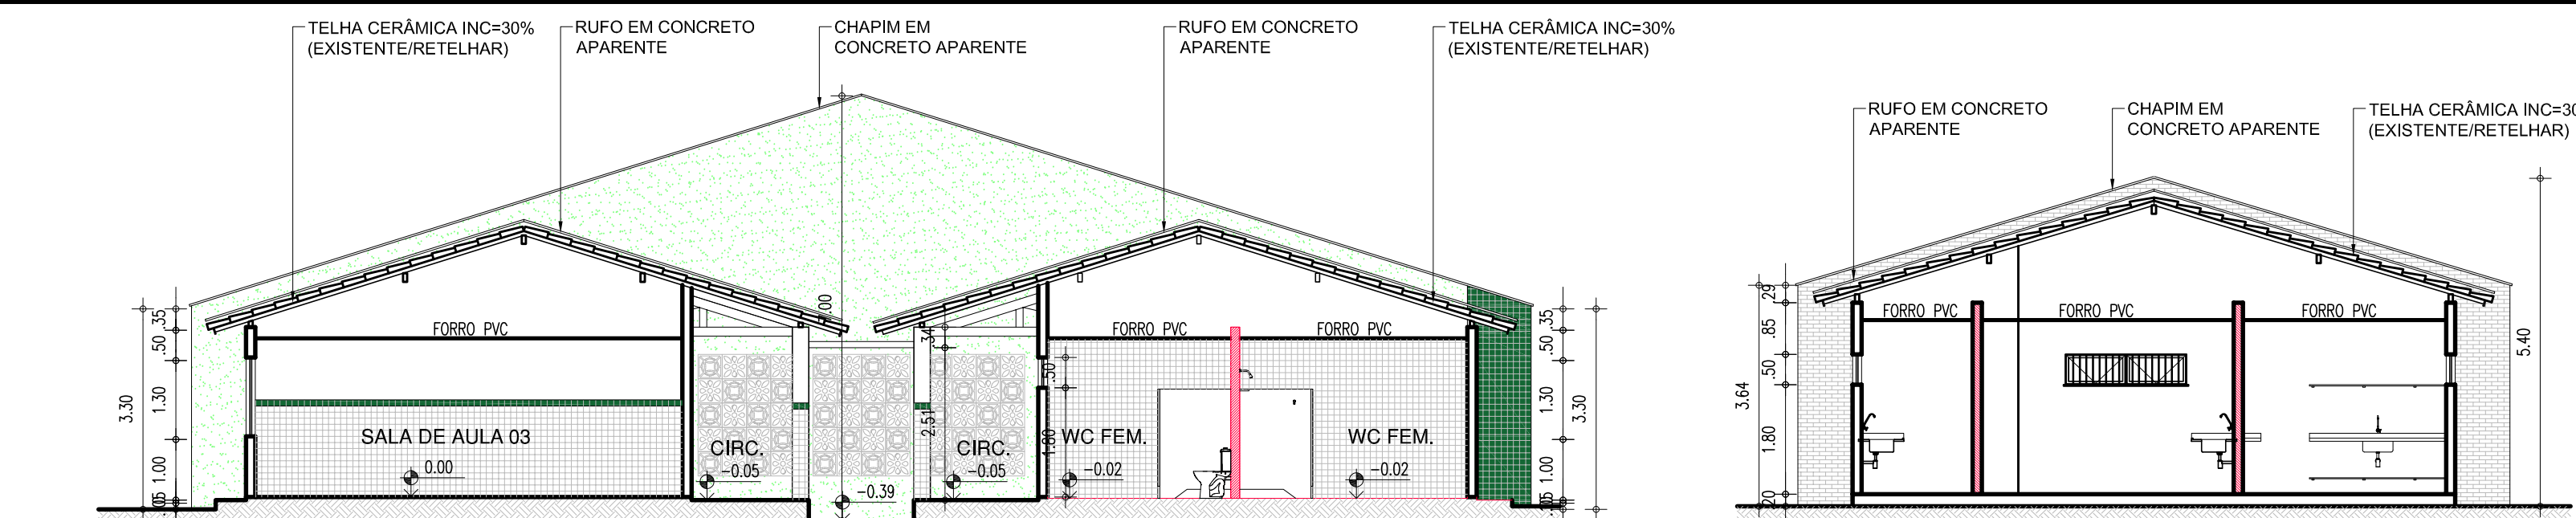 TELHA CERÂMICA INC=30%
(EXISTENTE/RETELHAR)
RUFO EM CONCRETO
APARENTE
CHAPIM EM
CONCRETO APARENTE
RUFO EM CONCRETO
APARENTE
TELHA CERÂMICA INC=30%
(EXISTENTE/RETELHAR)
FORRO PVC
FORRO PVC
FORRO PVC
SALA DE AULA 03
0.00
CIRC.
-0.05
-0.39
CIRC.
-0.05
WC FEM.
-0.02
WC FEM.
-0.02
3.30
.35
.50
1.30
1.00
.34
2.51
.50
1.80
.35
.50
1.30
1.00
3.30
RUFO EM CONCRETO
APARENTE
CHAPIM EM
CONCRETO APARENTE
TELHA CERÂMICA INC=30
(EXISTENTE/RETELHAR)
FORRO PVC
FORRO PVC
FORRO PVC
3.64
.29
.85
.50
1.80
.20
5.40